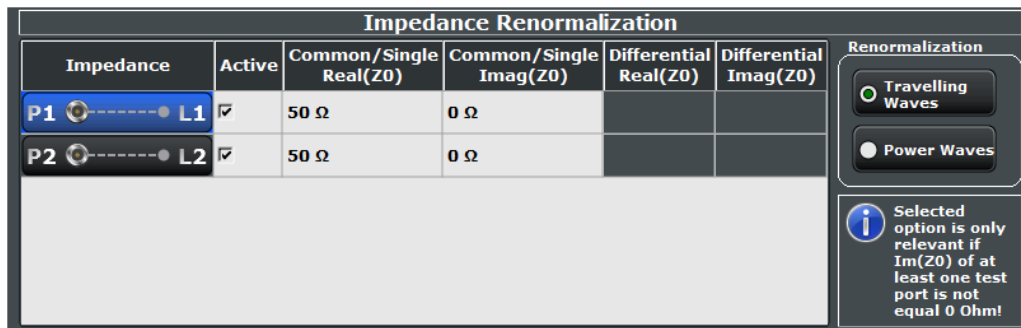 Impedance Renormalization
Impedance
Active
Common/Single
Real(Z0)
Common/Single
Imag(Z0)
Differential
Real(Z0)
Differential
Imag(Z0)
P1 L1
50 Ω
0 Ω
P2 L2
50 Ω
0 Ω
Renormalization
Travelling
Waves
Power Waves
i
Selected
option is only
relevant if
Im(Z0) of at
least one test
port is not
equal 0 Ohm!